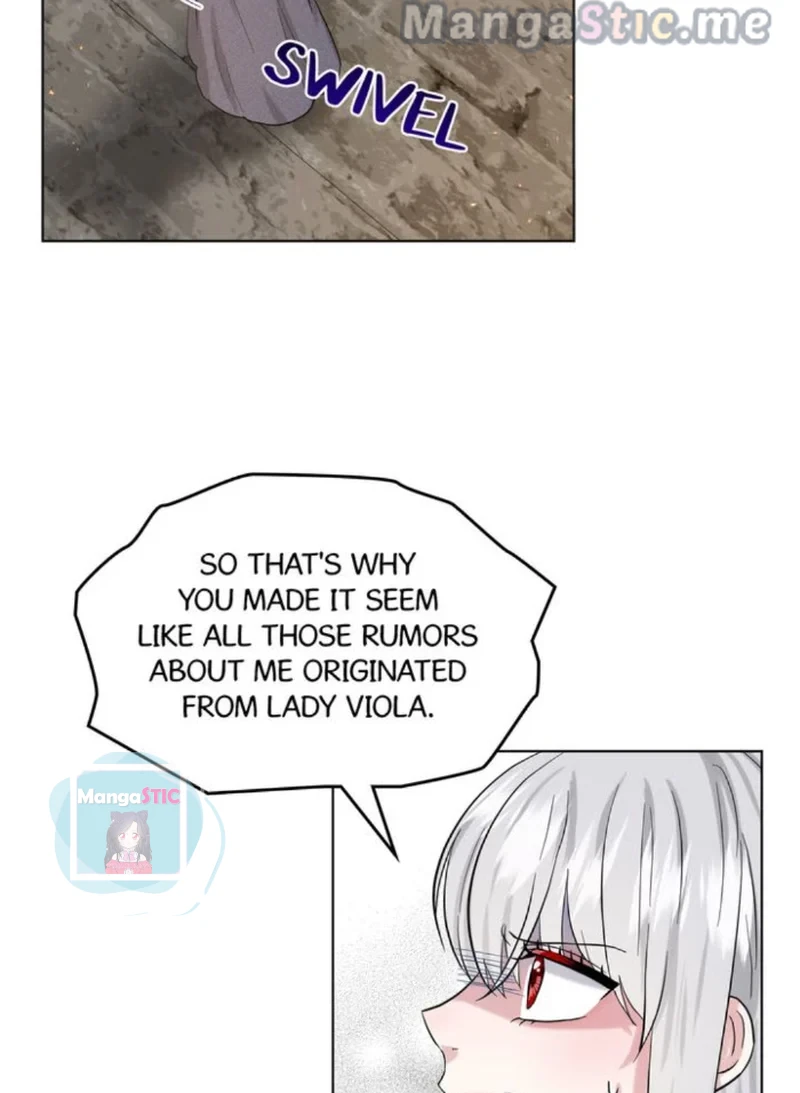 MangaStic.me
SWIVEL
SO THAT'S WHY
YOU MADE IT SEEM
LIKE ALL THOSE RUMORS
ABOUT ME ORIGINATED
FROM LADY VIOLA.
MangaSTIC